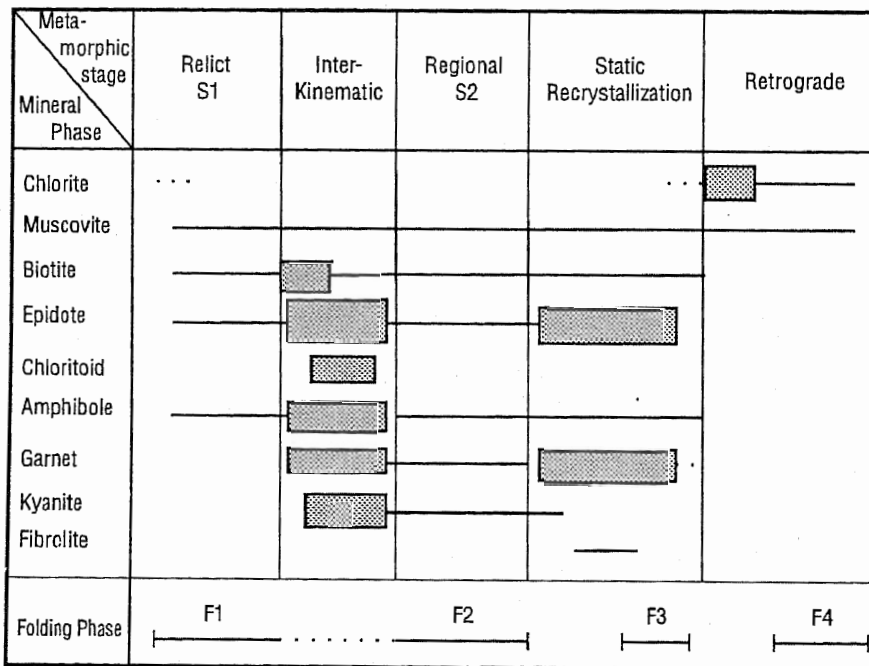 Meta-
morphic
stage
Mineral
Phase
Relict
S1
Inter-
Kinematic
Regional
S2
Static
Recrystallization
Retrograde
Chlorite
Muscovite
Biotite
Epidote
Chloritoid
Amphibole
Garnet
Kyanite
Fibrolite
Folding Phase
F1
F2
F3
F4